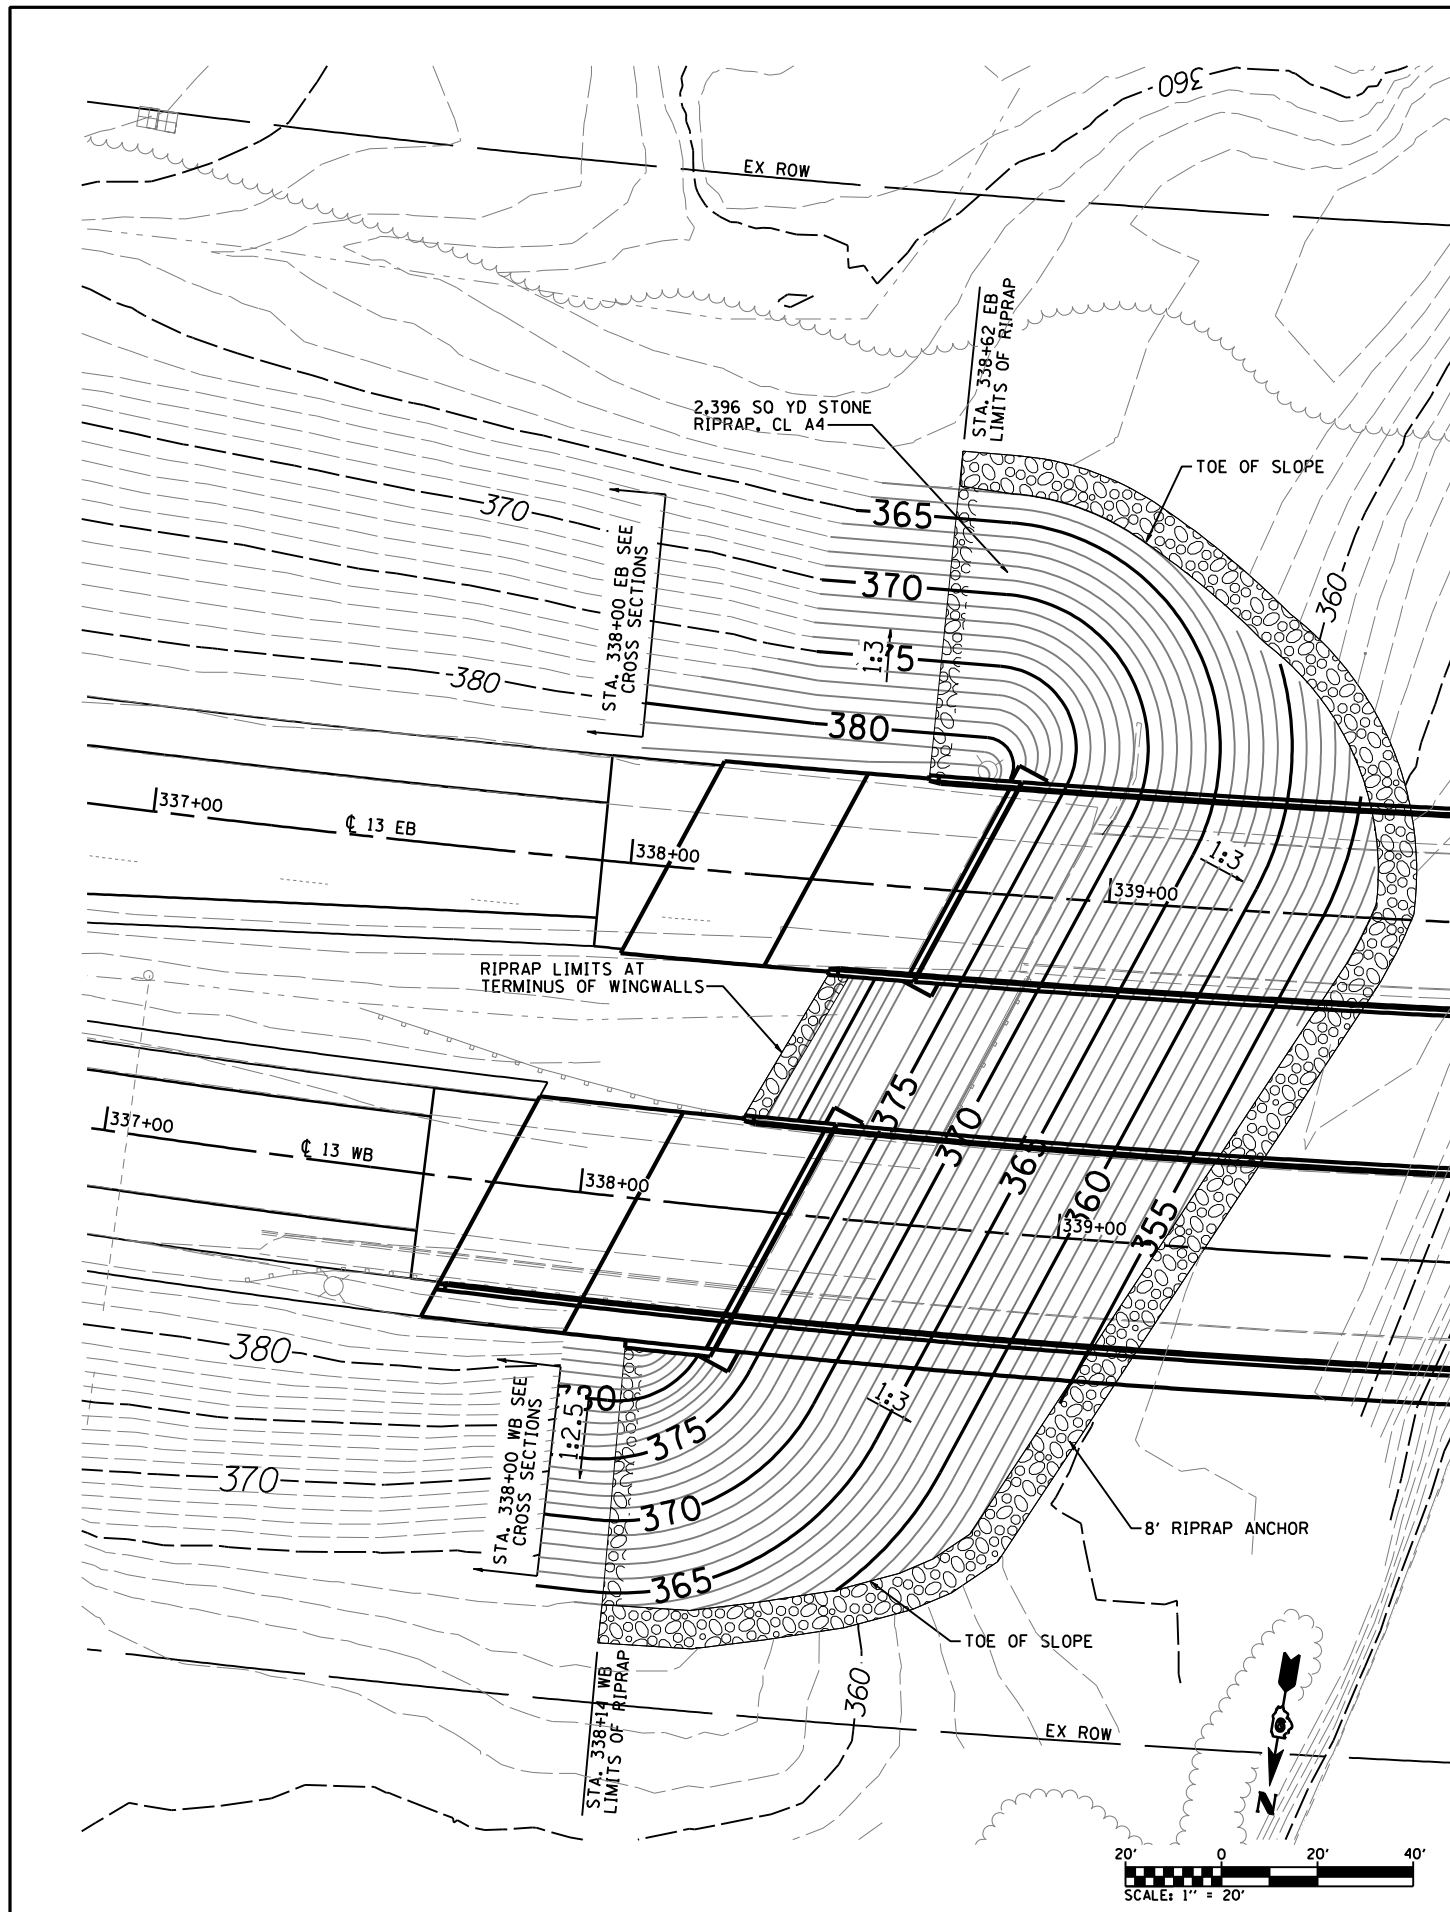 360
EX ROW
STA. 338+62 EB
LIMITS OF RIPRAP
2,396 SQ YD STONE
RIPRAP, CL A4
TOE OF SLOPE
370
365
STA. 338+00 EB SEE
CROSS SECTIONS
370
360
1:3
380
380
337+00
℄ 13 EB
338+00
1:3
339+00
RIPRAP LIMITS AT
TERMINUS OF WINGWALLS
375
337+00
℄ 13 WB
370
365
338+00
360
355
339+00
380
STA. 338+00 WB SEE
CROSS SECTIONS
1:2.5
1:3
375
370
370
8' RIPRAP ANCHOR
365
TOE OF SLOPE
STA. 338+14 WB
LIMITS OF RIPRAP
360
EX ROW
N
20' 0 20' 40'
SCALE: 1'' = 20'